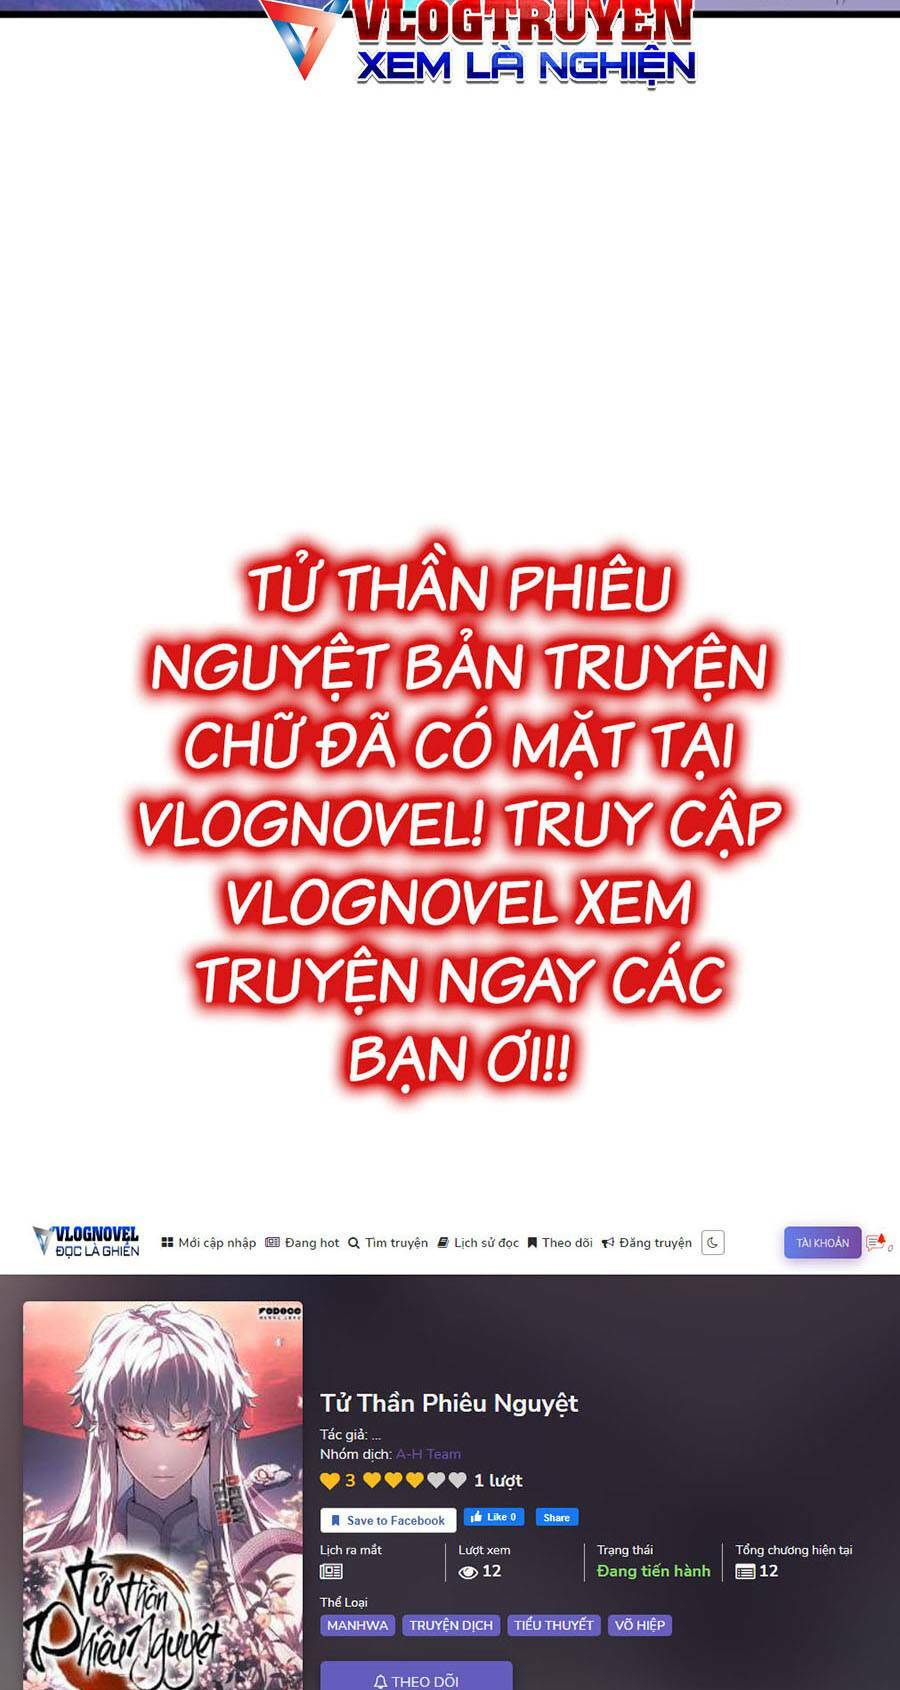 VLOGTRUYEN
XEM LÀ NGHIỆN
TỬ THẦN PHIÊU
NGUYỆT BẢN TRUYỆN
CHỮ ĐÃ CÓ MẶT TẠI
VLOGNOVEL! TRUY CẬP
VLOGNOVEL XEM
TRUYỆN NGAY CÁC
BẠN ƠI!!
VLOGNOVEL
ĐỌC LÀ GHIỀN
Mới cập nhập Đang hot Tìm truyện Lịch sử đọc Theo dõi Đăng truyện TÀI KHOẢN 0
Tử Thần Phiêu Nguyệt
Tác giả: ...
Nhóm dịch: A-H Team
3 1 lượt
Save to Facebook Like 0 Share
Lịch ra mắt Lượt xem Trạng thái Tổng chương hiện tại
12 Đang tiến hành 12
Thể Loại
MANHWA TRUYỆN DỊCH TIỂU THUYẾT VÕ HIỆP
THEO DÕI
Tử Thần
Phiêu Nguyệt